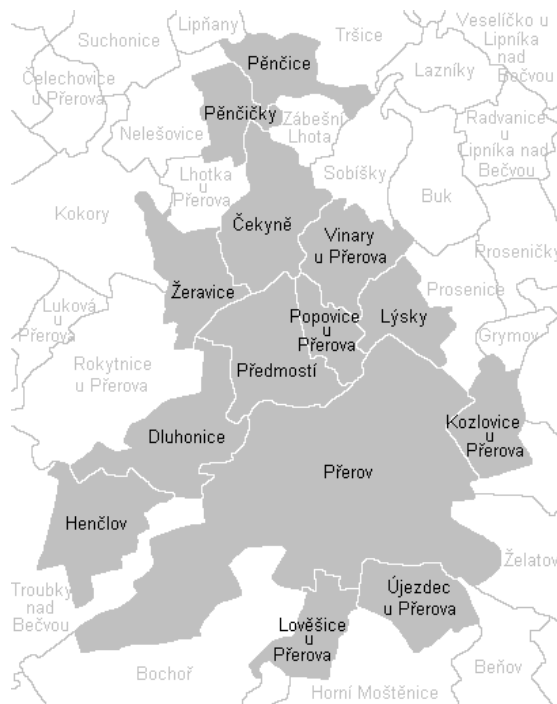 Lipňany
Suchonice
Tršice
Veselíčko u
Lipníka
nad
Bečvou
Pěnčice
Lazníky
Čelechovice
u Přerova
Pěnčičky
Zábešní
Lhota
Radvanice
u
Lipníka nad
Bečvou
Nelešovice
Lhotka
u
Přerova
Sobíšky
Buk
Kokory
Čekyně
Vinary
u Přerova
Proseničky
Žeravice
Prosenice
Luková
u
Přerova
Popovice
u
Přerova
Lýsky
Grymov
Rokytnice
u Přerova
Předmostí
Kozlovice
u
Přerova
Dluhonice
Přerov
Henčlov
Želatov
Troubky
nad
Bečvou
Újezdec
u Přerova
Lověšice
u
Přerova
Bochoř
Beňov
Horní Moštěnice